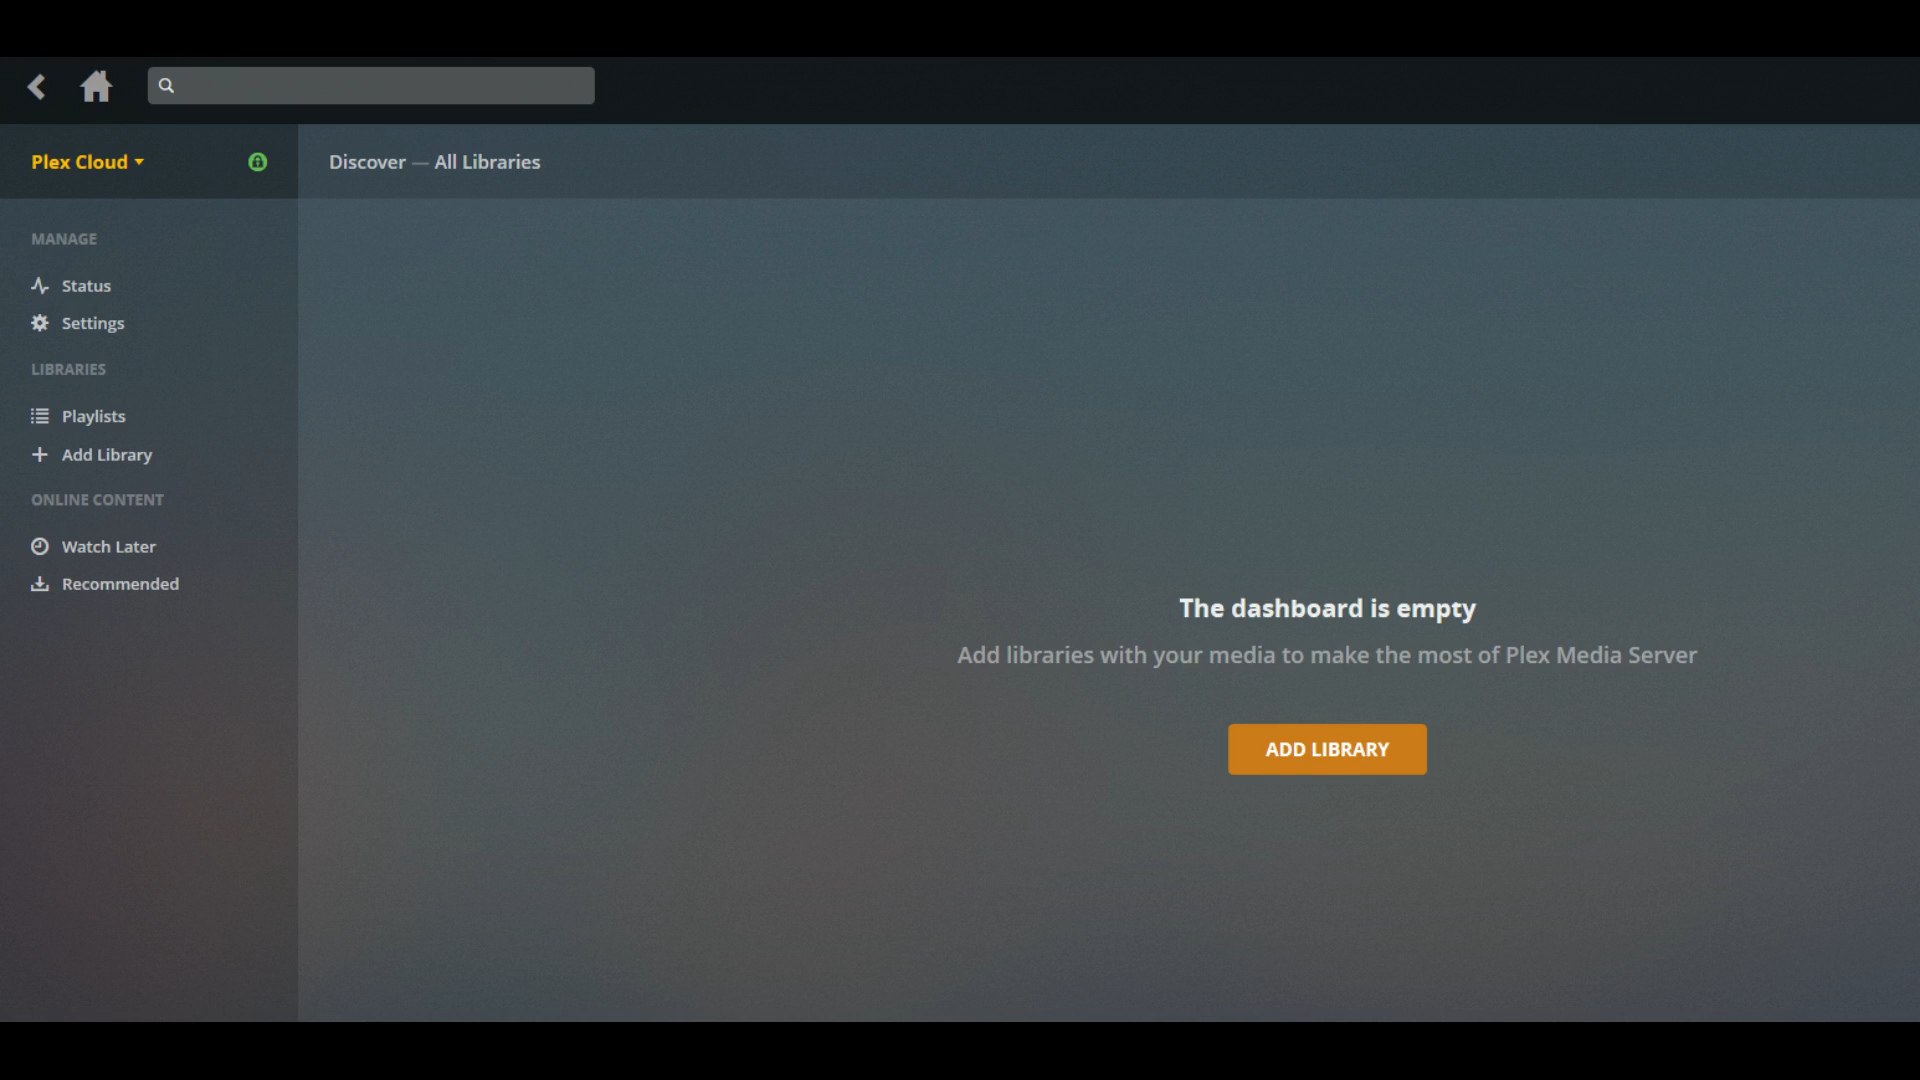 Plex Cloud
Discover — All Libraries
MANAGE
Status
Settings
LIBRARIES
Playlists
Add Library
ONLINE CONTENT
Watch Later
Recommended
The dashboard is empty
Add libraries with your media to make the most of Plex Media Server
ADD LIBRARY